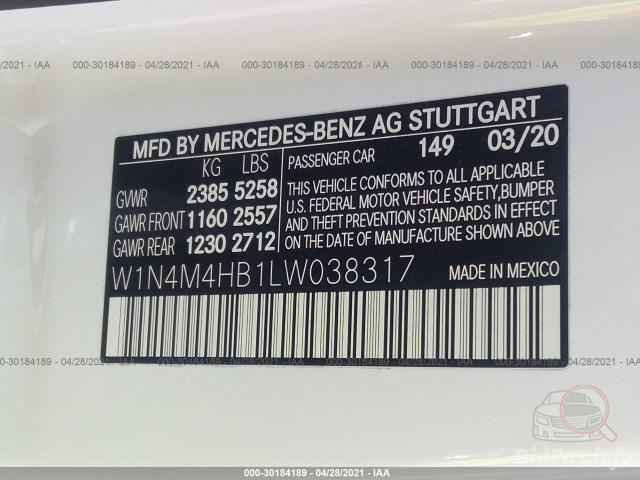 000-30184189 - 04/28/2021 - IAA
MFD BY MERCEDES-BENZ AG STUTTGART
KG LBS
GVWR 2385 5258
GAWR FRONT 1160 2557
GAWR REAR 1230 2712
PASSENGER CAR 149 03/20
THIS VEHICLE CONFORMS TO ALL APPLICABLE
U.S. FEDERAL MOTOR VEHICLE SAFETY, BUMPER
AND THEFT PREVENTION STANDARDS IN EFFECT
ON THE DATE OF MANUFACTURE SHOWN ABOVE.
W1N4M4HB1LW038317 MADE IN MEXICO
000-30184189 - 04/28/2021 - IAA
BidFax.info
000-30184189 - 04/28/2021 - IAA